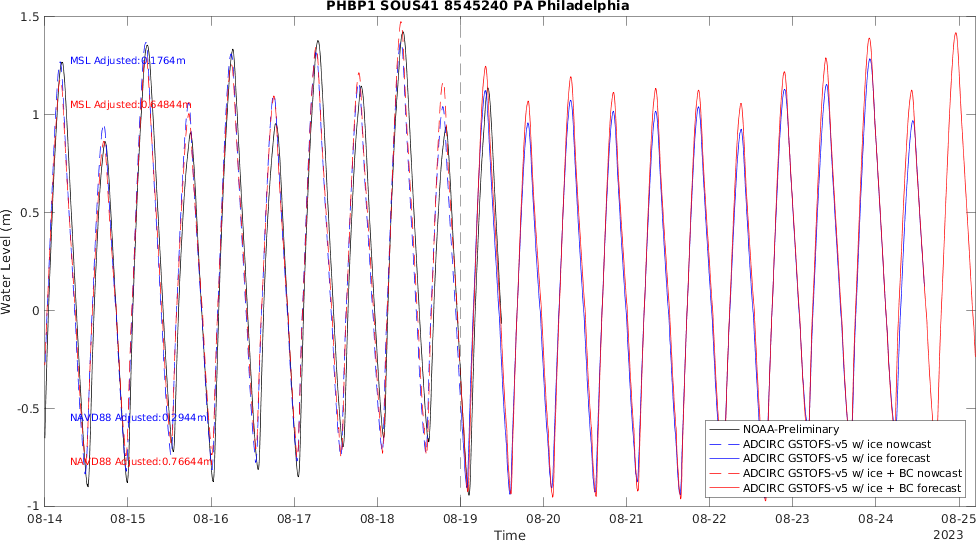 PHBP1 SOUS41 8545240 PA Philadelphia
1.5
1
0.5
0
-0.5
-1
Water Level (m)
MSL Adjusted:0.1764m
MSL Adjusted:0.64844m
NAVD88 Adjusted:0.2944m
NAVD88 Adjusted:0.76644m
NOAA-Preliminary
ADCIRC GSTOFS-v5 w/ ice nowcast
ADCIRC GSTOFS-v5 w/ ice forecast
ADCIRC GSTOFS-v5 w/ ice + BC nowcast
ADCIRC GSTOFS-v5 w/ ice + BC forecast
08-14 08-15 08-16 08-17 08-18 08-19 08-20 08-21 08-22 08-23 08-24 08-25
Time
2023